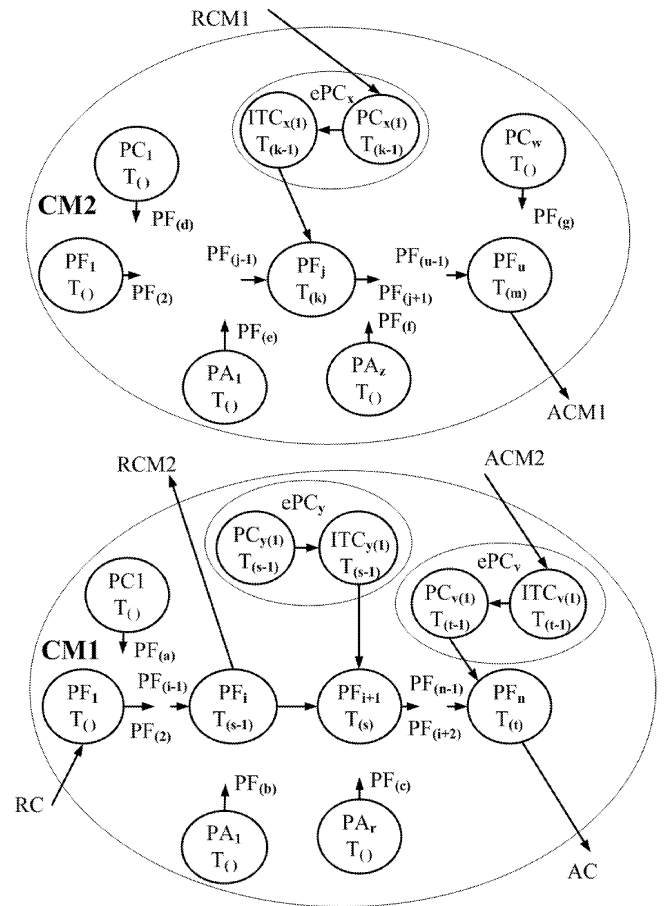 RCM1
ePCx
ITCx(1)
T(k-1)
PCx(1)
T(k-1)
PC1
T()
PCw
T()
CM2
PF(d)
PF(g)
PF1
T()
PF(2)
PF(j-1)
PFj
T(k)
PF(j+1)
PF(u-1)
PFu
T(m)
PF(e)
PF(f)
PA1
T()
PAz
T()
ACM1
RCM2
ACM2
ePCy
PCy(1)
T(s-1)
ITCy(1)
T(s-1)
ePCv
PCv(1)
T(t-1)
ITCv(1)
T(t-1)
PC1
T()
CM1
PF(a)
PF1
T()
PF(i-1)
PF(2)
PFi
T(s-1)
PFi+1
T(s)
PF(n-1)
PF(i+2)
PFn
T(t)
RC
PF(b)
PF(c)
PA1
T()
PAr
T()
AC